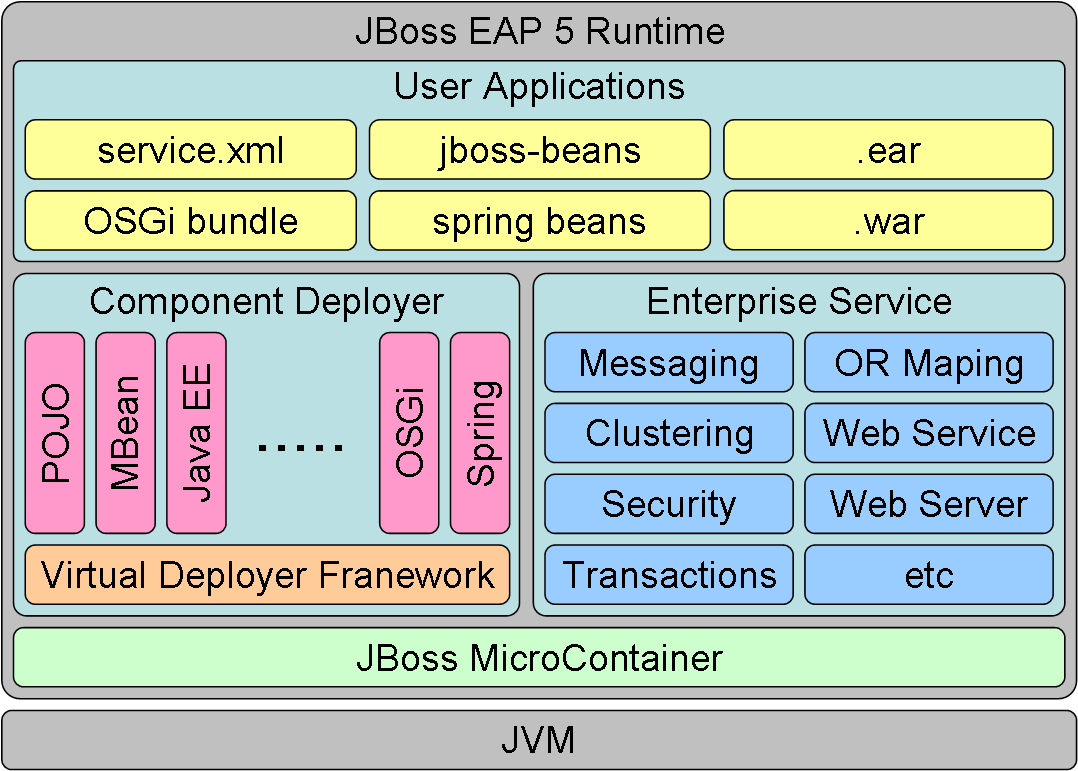 JBoss EAP 5 Runtime
User Applications
service.xml
jboss-beans
.ear
OSGi bundle
spring beans
.war
Component Deployer
POJO
MBean
Java EE
.....
OSGi
Spring
Virtual Deployer Franework
Enterprise Service
Messaging
OR Maping
Clustering
Web Service
Security
Web Server
Transactions
etc
JBoss MicroContainer
JVM